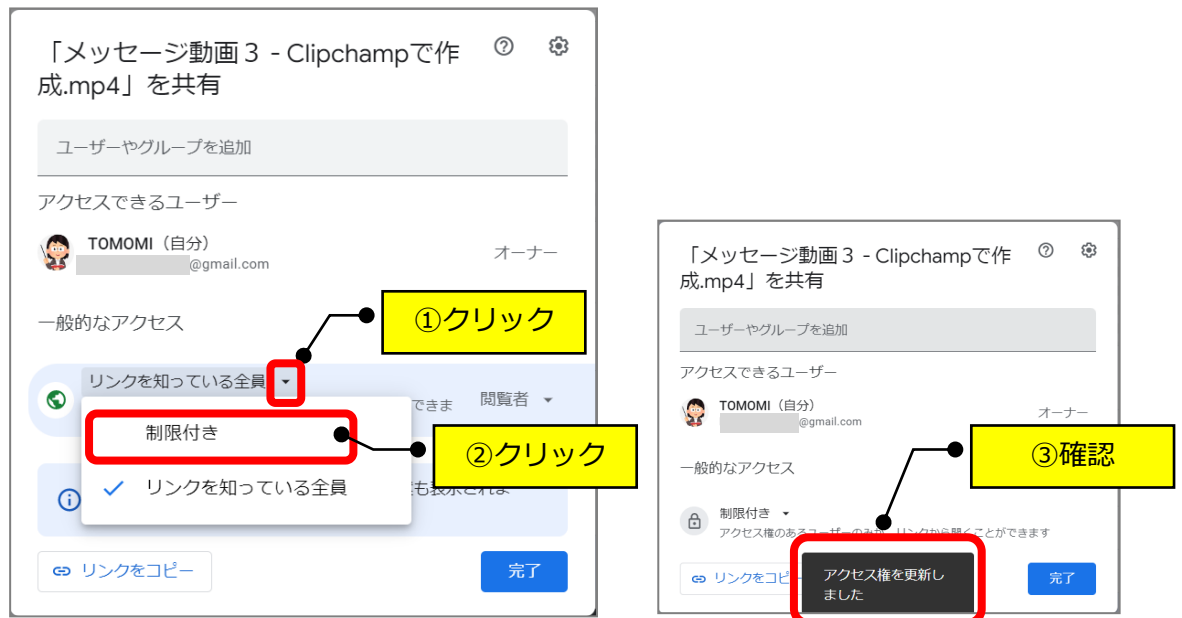 「メッセージ動画３ - Clipchampで作
成.mp4」を共有
ユーザーやグループを追加
アクセスできるユーザー
TOMOMI（自分）
@gmail.com
オーナー
一般的なアクセス
①クリック
リンクを知っている全員
できま
閲覧者
制限付き
②クリック
リンクを知っている全員
も表示されま
リンクをコピー
完了
「メッセージ動画３ - Clipchampで作
成.mp4」を共有
ユーザーやグループを追加
アクセスできるユーザー
TOMOMI（自分）
@gmail.com
オーナー
③確認
一般的なアクセス
制限付き
アクセス権のあるユーザーのみが、リンクから開くことができます
リンクをコピ
アクセス権を更新し
ました
完了